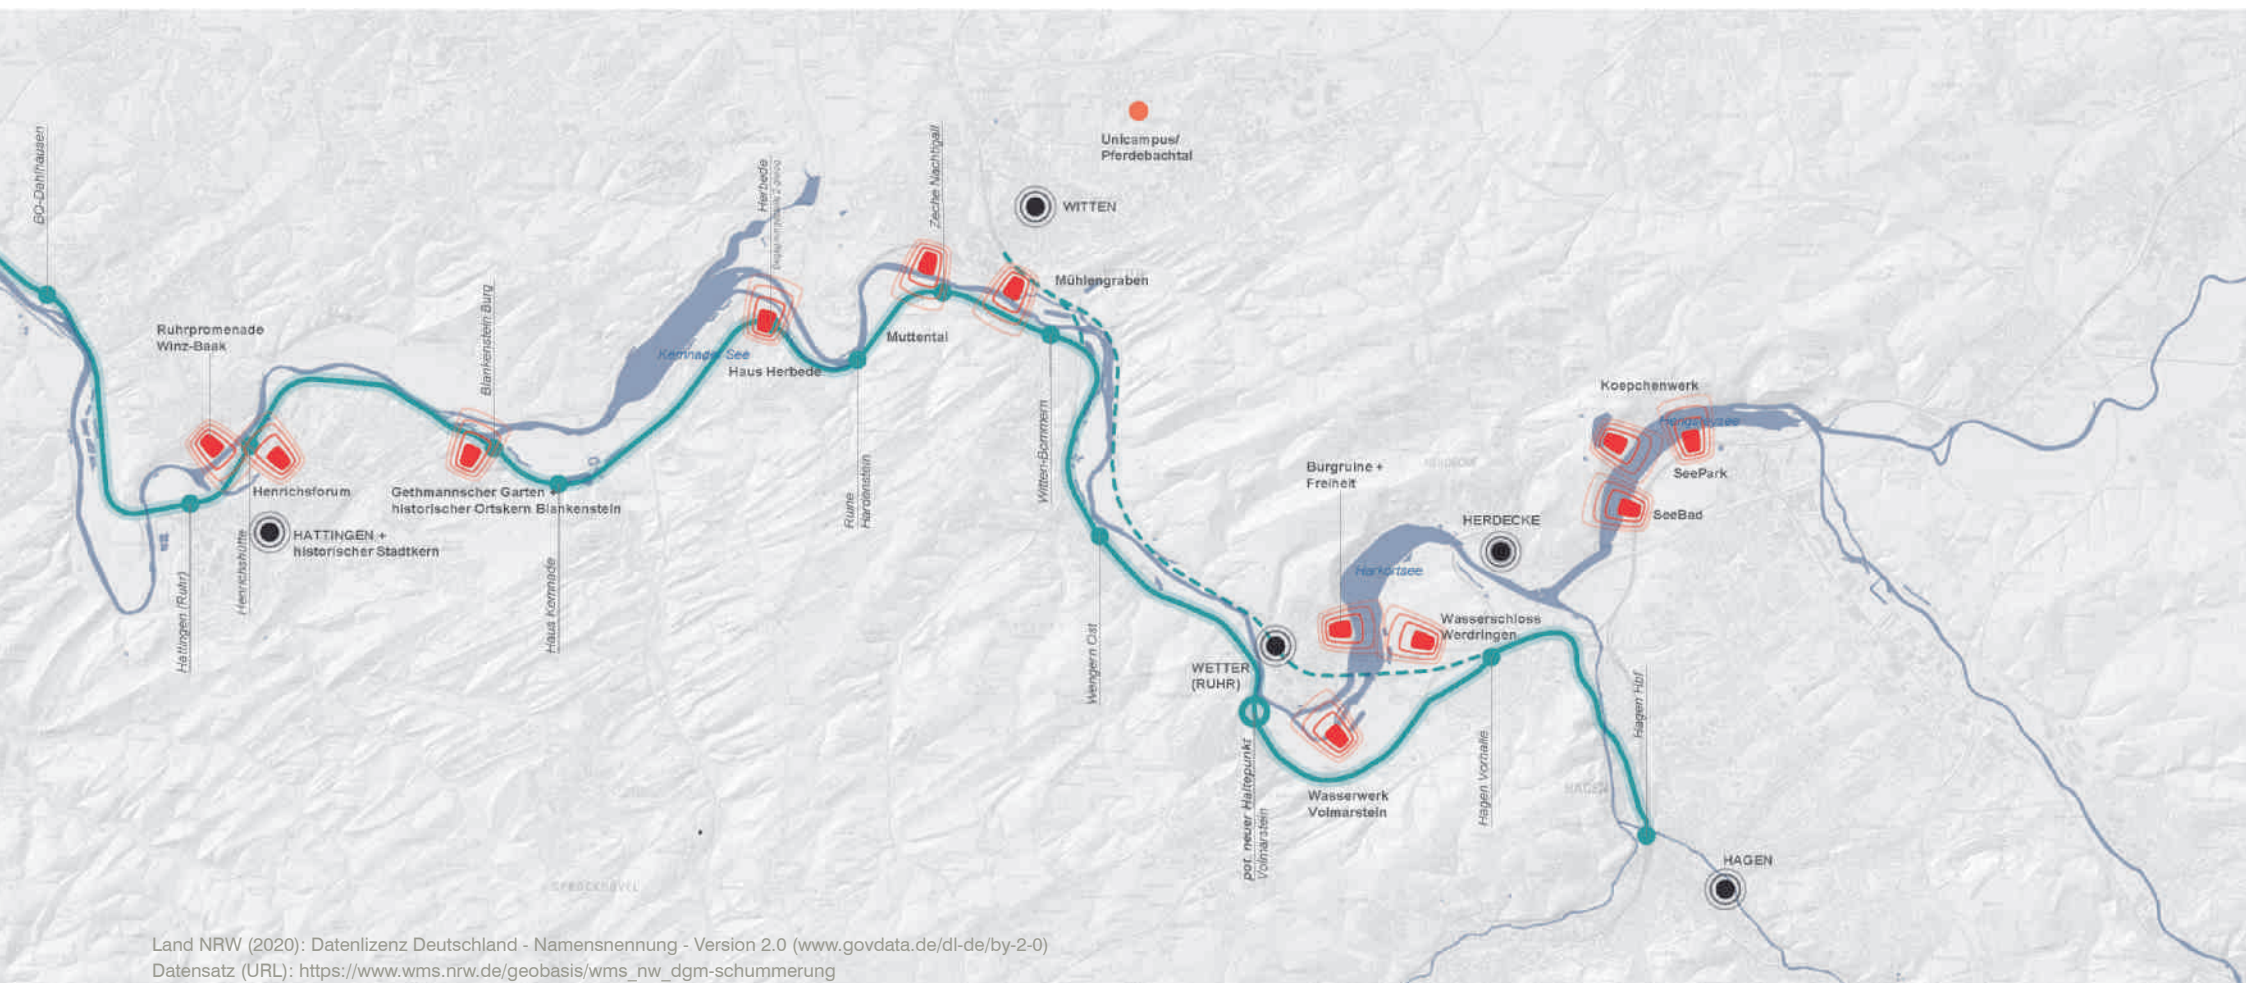 BO-Dahlhausen
Ruhrpromenade
Winz-Baak
Hattingen (Ruhr)
Henrichshütte
Henrichsforum
HATTINGEN +
historischer Stadtkern
Blankenstein Burg
Gethmannscher Garten +
historischer Ortskern Blankenstein
Haus Kemnade
Kemnader See
Herbede
Haus Herbede
Ruine
Hardenstein
Zeche Nachtigall
Muttental
Unicampus/
Pferdebachtal
WITTEN
Mühlengraben
Witten-Bommern
Wengern Ost
WETTER
(RUHR)
pot. neuer Haltepunkt
Volmarstein
Burgruine +
Freiheit
Harkortsee
HERDECKE
Wasserschloss
Werdringen
Wasserwerk
Volmarstein
Hagen Vorhalle
Koepchenwerk
Hengsteysee
SeePark
SeeBad
Hagen Hbf
HAGEN
HAGEN
SPROCKHÖVEL
Land NRW (2020): Datenlizenz Deutschland - Namensnennung - Version 2.0 (www.govdata.de/dl-de/by-2-0)
Datensatz (URL): https://www.wms.nrw.de/geobasis/wms_nw_dgm-schummerung